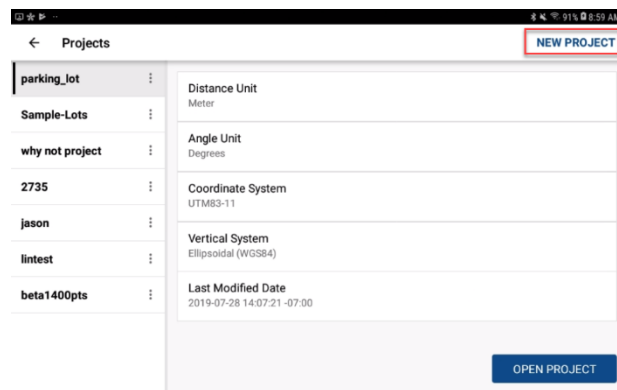 91% 8:59 AM
Projects
NEW PROJECT
parking_lot
Sample-Lots
why not project
2735
jason
lintest
beta1400pts
Distance Unit
Meter
Angle Unit
Degrees
Coordinate System
UTM83-11
Vertical System
Ellipsoidal (WGS84)
Last Modified Date
2019-07-28 14:07:21 -07:00
OPEN PROJECT